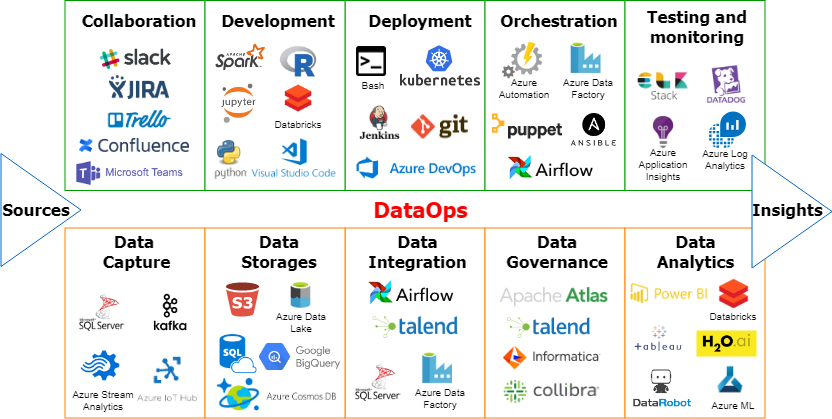 Collaboration
slack
JIRA
Trello
Confluence
Microsoft Teams
Development
APACHE
Spark
R
jupyter
Databricks
python
Visual Studio Code
Deployment
Bash
kubernetes
Jenkins
git
Azure DevOps
Orchestration
Azure
Automation
Azure Data
Factory
puppet
A
ANSIBLE
Airflow
Testing and
monitoring
ELK
Stack
DATADOG
Azure
Application
Insights
Azure Log
Analytics
Sources
DataOps
Insights
Data
Capture
Microsoft
SQL Server
kafka
Azure Stream
Analytics
Azure IoT Hub
Data
Storages
S3
Azure Data
Lake
SQL
Google
BigQuery
Azure Cosmos DB
Data
Integration
Airflow
talend
Microsoft
SQL Server
Azure Data
Factory
Data
Governance
Apache Atlas
talend
Informatica
collibra
Data
Analytics
Power BI
Databricks
+ableau
H2O.ai
DataRobot
Azure ML